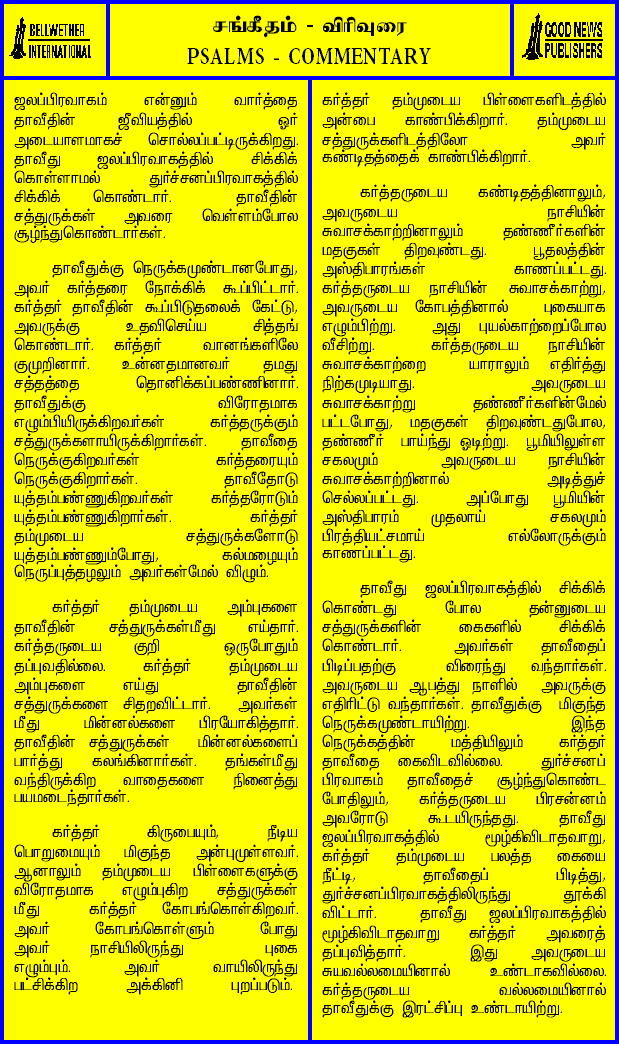 BELLWETHER
INTERNATIONAL
சங்கீதம் - விரிவுரை
PSALMS - COMMENTARY
GOOD NEWS
PUBLISHERS
ஜலப்பிரவாகம் என்னும் வார்த்தை
தாவீதின் ஜீவியத்தில் ஓர்
அடையாளமாகச் சொல்லப்பட்டிருக்கிறது.
தாவீது ஜலப்பிரவாகத்தில் சிக்கிக்
கொள்ளாமல் துர்ச்சனப்பிரவாகத்தில்
சிக்கிக் கொண்டார். தாவீதின்
சத்துருக்கள் அவரை வெள்ளம்போல
சூழ்ந்துகொண்டார்கள்.
தாவீதுக்கு நெருக்கமுண்டானபோது,
அவர் கர்த்தரை நோக்கிக் கூப்பிட்டார்.
கர்த்தர் தாவீதின் கூப்பிடுதலைக் கேட்டு,
அவருக்கு உதவிசெய்ய சித்தங்
கொண்டார். கர்த்தர் வானங்களிலே
குமுறினார். உன்னதமானவர் தமது
சத்தத்தை தொனிக்கப்பண்ணினார்.
தாவீதுக்கு விரோதமாக
எழும்பியிருக்கிறவர்கள் கர்த்தருக்கும்
சத்துருக்களாயிருக்கிறார்கள். தாவீதை
நெருக்குகிறவர்கள் கர்த்தரையும்
நெருக்குகிறார்கள். தாவீதோடு
யுத்தம்பண்ணுகிறவர்கள் கர்த்தரோடும்
யுத்தம்பண்ணுகிறார்கள். கர்த்தர்
தம்முடைய சத்துருக்களோடு
யுத்தம்பண்ணும்போது, கல்மழையும்
நெருப்புத்தழலும் அவர்கள்மேல் விழும்.
கர்த்தர் தம்முடைய அம்புகளை
தாவீதின் சத்துருக்கள்மீது எய்தார்.
கர்த்தருடைய குறி ஒருபோதும்
தப்புவதில்லை. கர்த்தர் தம்முடைய
அம்புகளை எய்து தாவீதின்
சத்துருக்களை சிதறவிட்டார். அவர்கள்
மீது மின்னல்களை பிரயோகித்தார்.
தாவீதின் சத்துருக்கள் மின்னல்களைப்
பார்த்து கலங்கினார்கள். தங்கள்மீது
வந்திருக்கிற வாதைகளை நினைத்து
பயமடைந்தார்கள்.
கர்த்தர் கிருபையும், நீடிய
பொறுமையும் மிகுந்த அன்புமுள்ளவர்.
ஆனாலும் தம்முடைய பிள்ளைகளுக்கு
விரோதமாக எழும்புகிற சத்துருக்கள்
மீது கர்த்தர் கோபங்கொள்கிறவர்.
அவர் கோபங்கொள்ளும் போது
அவர் நாசியிலிருந்து புகை
எழும்பும். அவர் வாயிலிருந்து
பட்சிக்கிற அக்கினி புறப்படும்.
கர்த்தர் தம்முடைய பிள்ளைகளிடத்தில்
அன்பை காண்பிக்கிறார். தம்முடைய
சத்துருக்களிடத்திலோ அவர்
கண்டிதத்தைக் காண்பிக்கிறார்.
கர்த்தருடைய கண்டிதத்தினாலும்,
அவருடைய நாசியின்
சுவாசக்காற்றினாலும் தண்ணீர்களின்
மதகுகள் திறவுண்டது. பூதலத்தின்
அஸ்திபாரங்கள் காணப்பட்டது.
கர்த்தருடைய நாசியின் சுவாசக்காற்று,
அவருடைய கோபத்தினால் புகையாக
எழும்பிற்று. அது புயல்காற்றைப்போல
வீசிற்று. கர்த்தருடைய நாசியின்
சுவாசக்காற்றை யாராலும் எதிர்த்து
நிற்கமுடியாது. அவருடைய
சுவாசக்காற்று தண்ணீர்களின்மேல்
பட்டபோது, மதகுகள் திறவுண்டதுபோல,
தண்ணீர் பாய்ந்து ஓடிற்று. பூமியிலுள்ள
சகலமும் அவருடைய நாசியின்
சுவாசக்காற்றினால் அடித்துச்
செல்லப்பட்டது. அப்போது பூமியின்
அஸ்திபாரம் முதலாய் சகலமும்
பிரத்தியட்சமாய் எல்லோருக்கும்
காணப்பட்டது.
தாவீது ஜலப்பிரவாகத்தில் சிக்கிக்
கொண்டது போல தன்னுடைய
சத்துருக்களின் கைகளில் சிக்கிக்
கொண்டார். அவர்கள் தாவீதைப்
பிடிப்பதற்கு விரைந்து வந்தார்கள்.
அவருடைய ஆபத்து நாளில் அவருக்கு
எதிரிட்டு வந்தார்கள். தாவீதுக்கு மிகுந்த
நெருக்கமுண்டாயிற்று. இந்த
நெருக்கத்தின் மத்தியிலும் கர்த்தர்
தாவீதை கைவிடவில்லை. துர்ச்சனப்
பிரவாகம் தாவீதைச் சூழ்ந்துகொண்ட
போதிலும், கர்த்தருடைய பிரசன்னம்
அவரோடு கூடயிருந்தது. தாவீது
ஜலப்பிரவாகத்தில் மூழ்கிவிடாதவாறு,
கர்த்தர் தம்முடைய பலத்த கையை
நீட்டி, தாவீதைப் பிடித்து,
துர்ச்சனப்பிரவாகத்திலிருந்து தூக்கி
விட்டார். தாவீது ஜலப்பிரவாகத்தில்
மூழ்கிவிடாதவாறு கர்த்தர் அவரைத்
தப்புவித்தார். இது அவருடைய
சுயவல்லமையினால் உண்டாகவில்லை.
கர்த்தருடைய வல்லமையினால்
தாவீதுக்கு இரட்சிப்பு உண்டாயிற்று.